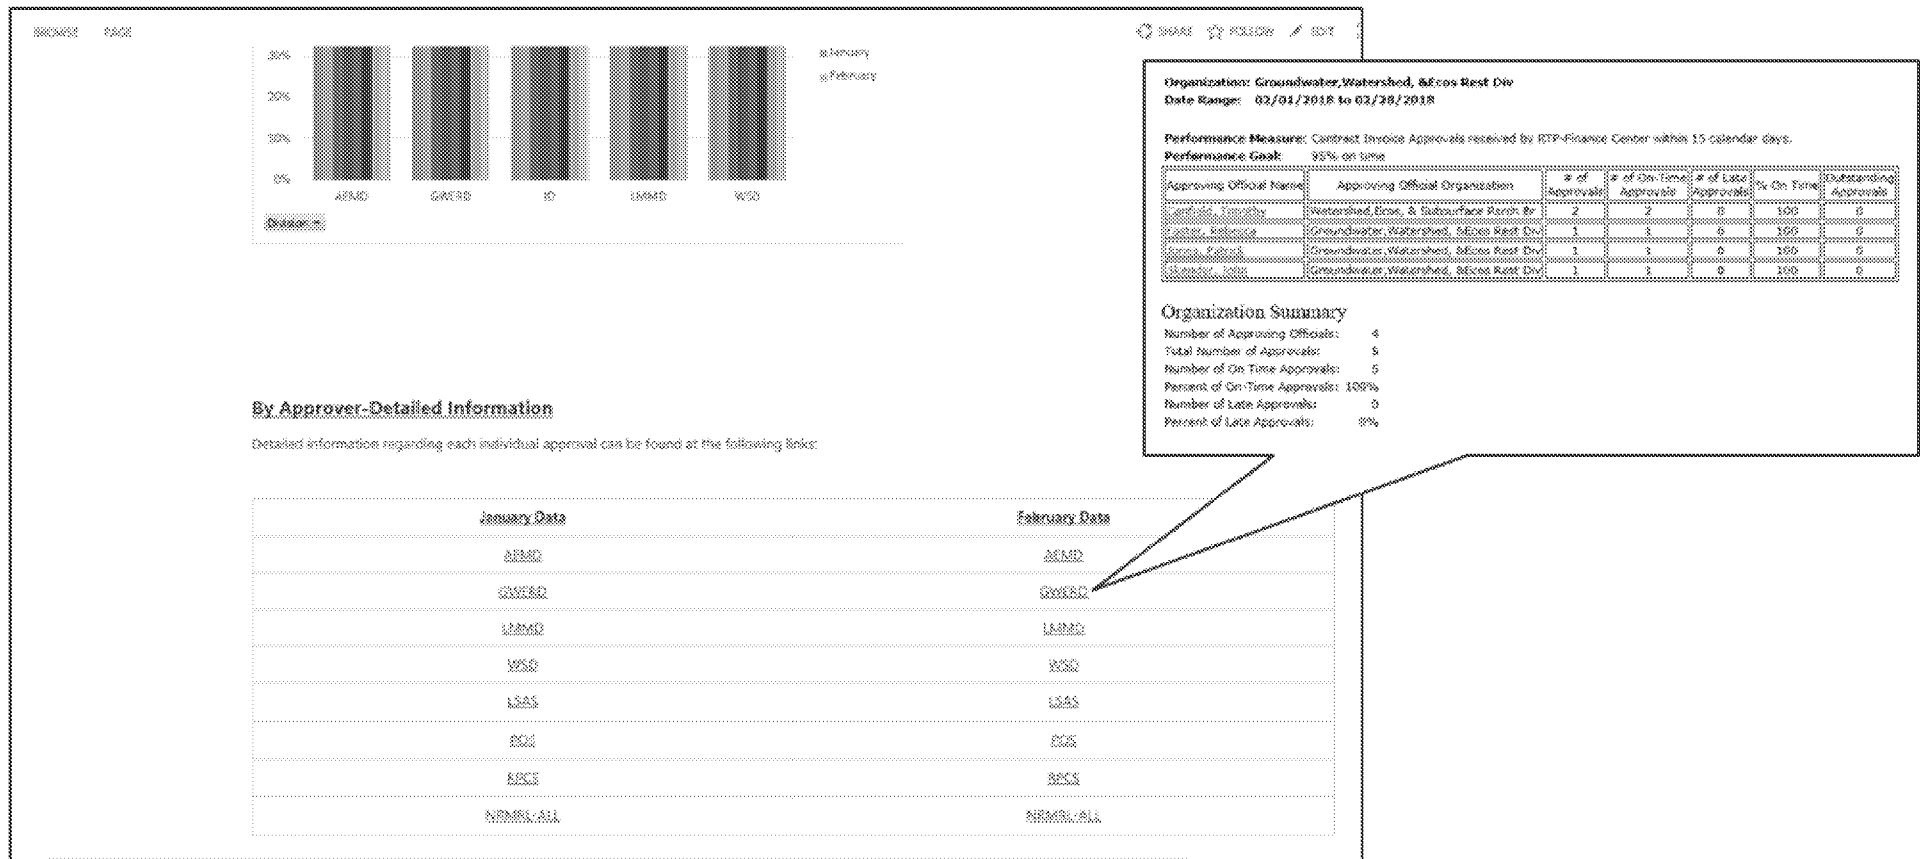 BROWSE PAGE
SHARE FOLLOW EDIT
30%
20%
10%
0%
AEMD GWERD IO LMMD WSD
January
February
Division
By Approver-Detailed Information
Detailed information regarding each individual approval can be found at the following links:
January Data February Data
AEMD AEMD
GWERD GWERD
LMMD LMMD
WSD WSD
LSAS LSAS
RPCS
NRMRL-ALL NRMRL-ALL
Organization: Groundwater,Watershed, &Ecos Rest Div
Date Range: 02/01/2018 to 02/28/2018
Performance Measure: Contract Invoice Approvals received by RTP-Finance Center within 15 calendar days.
Performance Goal: 95% on time
Approving Official Name Approving Official Organization # of Approvals # of On-Time Approvals # of Late Approvals % On Time Outstanding Approvals
Canfield, Timothy Watershed,Ecos, & Subsurface Rsrch Br 2 2 0 100 0
Rebecca Groundwater,Watershed, &Ecos Rest Div 1 1 0 100 0
Groundwater,Watershed, &Ecos Rest Div 1 1 0 100 0
Skender, John Groundwater,Watershed, &Ecos Rest Div 1 1 0 100 0
Organization Summary
Number of Approving Officials: 4
Total Number of Approvals: 5
Number of On Time Approvals: 5
Percent of On-Time Approvals: 100%
Number of Late Approvals: 0
Percent of Late Approvals: 0%